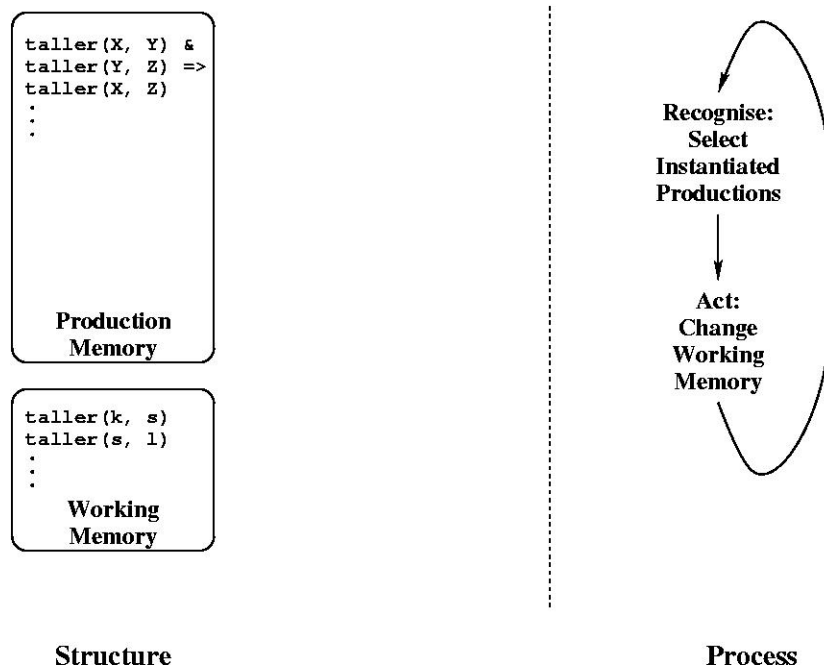 taller(X, Y) &
taller(Y, Z) =>
taller(X, Z)
.
.
.
Production
Memory
taller(k, s)
taller(s, l)
.
.
.
Working
Memory
Structure
Recognise:
Select
Instantiated
Productions
Act:
Change
Working
Memory
Process